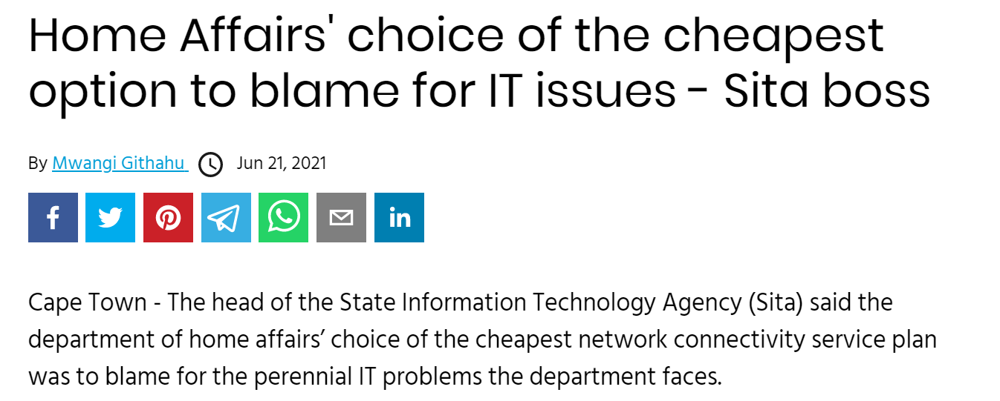 Home Affairs' choice of the cheapest
option to blame for IT issues - Sita boss
By Mwangi Githahu Jun 21, 2021
Cape Town - The head of the State Information Technology Agency (Sita) said the
department of home affairs’ choice of the cheapest network connectivity service plan
was to blame for the perennial IT problems the department faces.